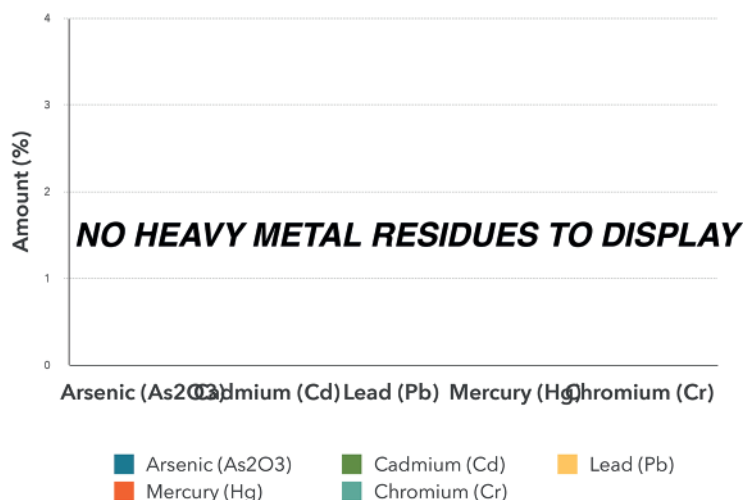 4
3
2
1
0
Amount (%)
NO HEAVY METAL RESIDUES TO DISPLAY
Arsenic (As2O3) Cadmium (Cd) Lead (Pb) Mercury (Hg) Chromium (Cr)
Arsenic (As2O3) Cadmium (Cd) Lead (Pb)
Mercury (Hg) Chromium (Cr)